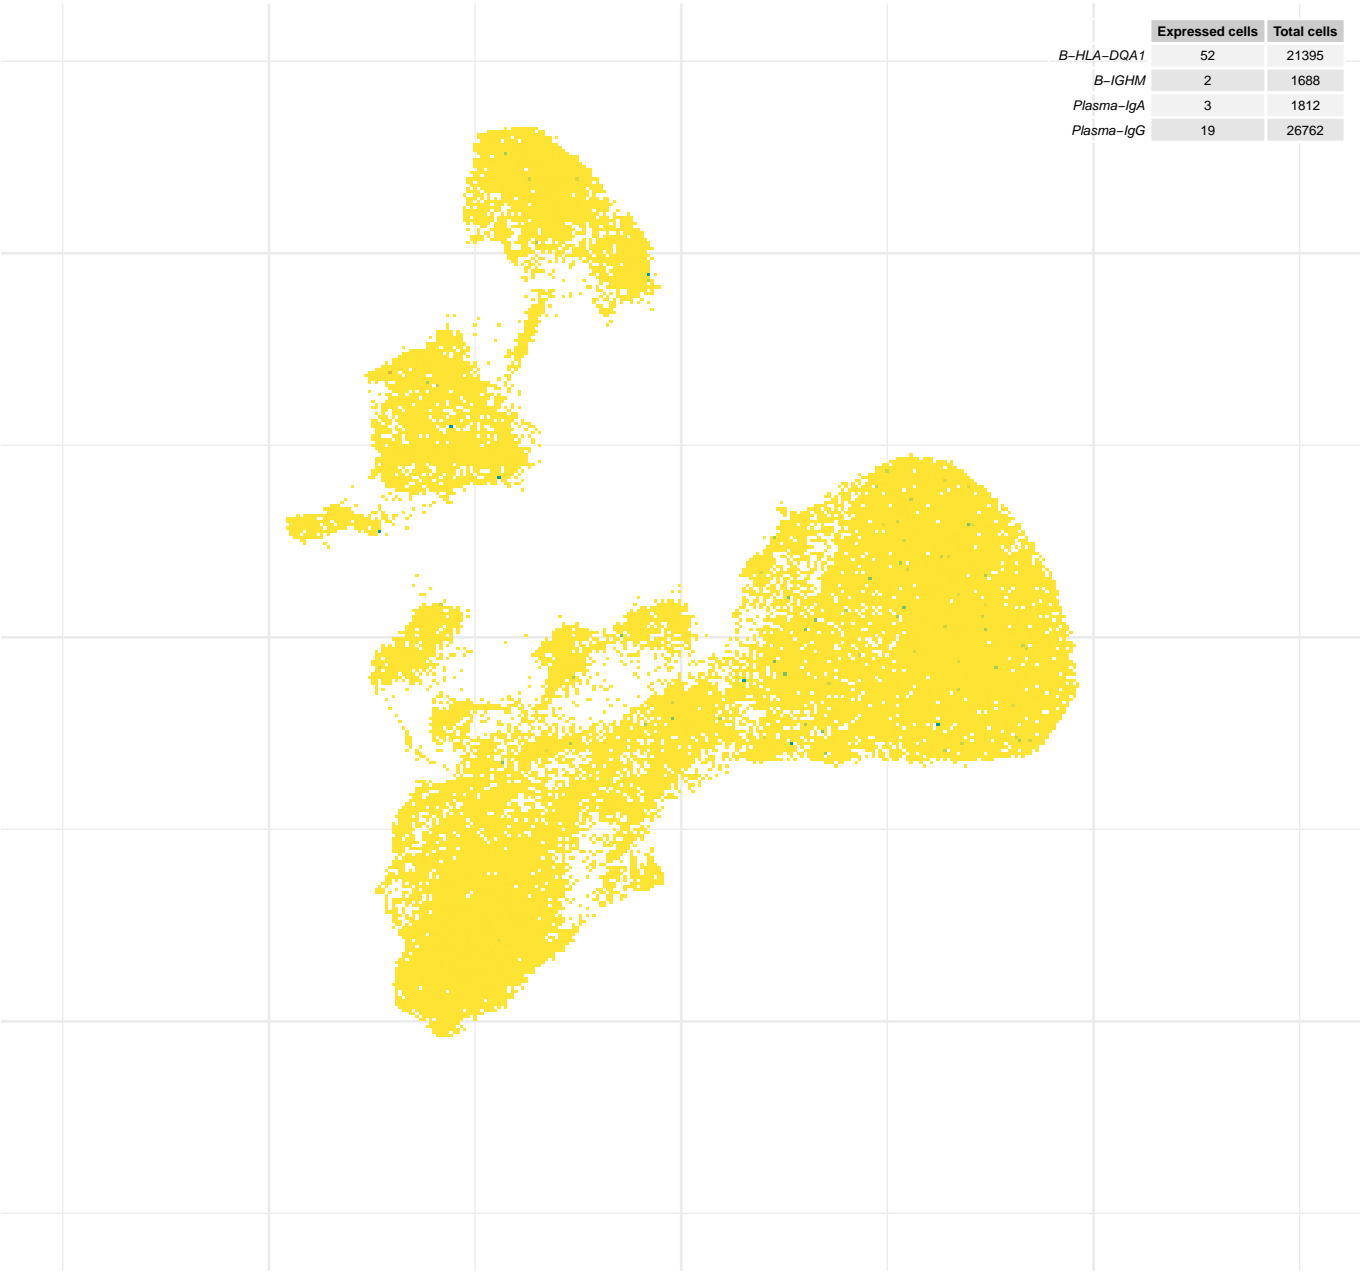 Expressed cells Total cells
B−HLA−DQA1 52 21395
B−IGHM 2 1688
Plasma−IgA 3 1812
Plasma−IgG 19 26762